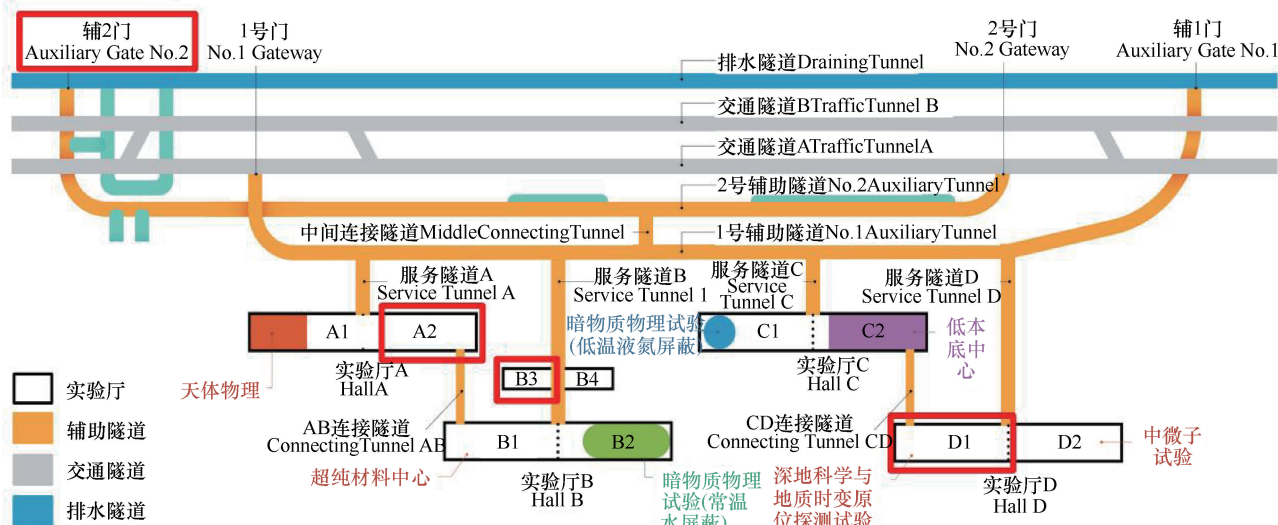 辅2门
Auxiliary Gate No.2
1号门
No.1 Gateway
2号门
No.2 Gateway
辅1门
Auxiliary Gate No.1
排水隧道DrainingTunnel
交通隧道BTrafficTunnel B
交通隧道ATrafficTunnelA
2号辅助隧道No.2AuxiliaryTunnel
中间连接隧道MiddleConnectingTunnel
1号辅助隧道No.1AuxiliaryTunnel
服务隧道A
Service Tunnel A
服务隧道B
Service Tunnel 1
服务隧道C
Service
Tunnel C
服务隧道D
Service Tunnel D
A1
A2
暗物质物理试验
(低温液氮屏蔽)
C1
C2
低本
底中
心
实验厅A
HallA
天体物理
B3
B4
实验厅C
Hall C
实验厅
辅助隧道
交通隧道
排水隧道
AB连接隧道
ConnectingTunnel AB
B1
B2
CD连接隧道
Connecting Tunnel CD
D1
D2
中微子
试验
超纯材料中心
实验厅B
Hall B
暗物质物理
试验(常温
水屏蔽)
深地科学与
地质时变原
位探测试验
实验厅D
Hall D